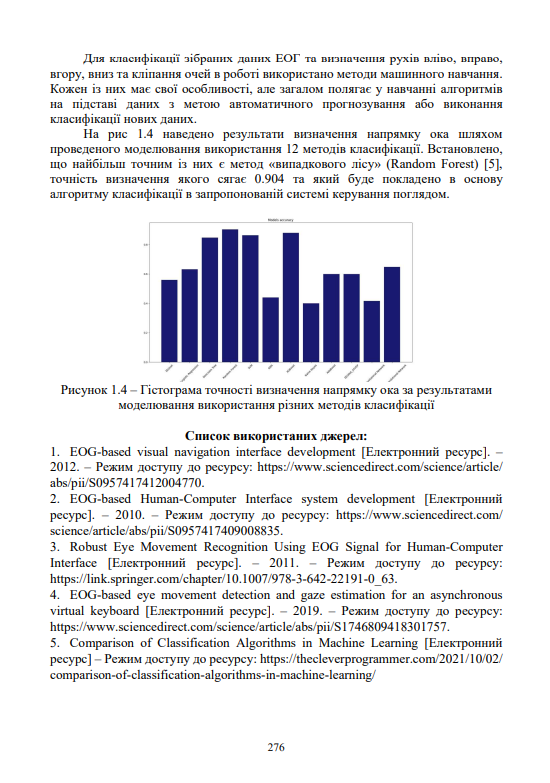 Для класифікації зібраних даних ЕОГ та визначення рухів вліво, вправо,
вгору, вниз та кліпання очей в роботі використано методи машинного навчання.
Кожен із них має свої особливості, але загалом полягає у навчанні алгоритмів
на підставі даних з метою автоматичного прогнозування або виконання
класифікації нових даних.
На рис 1.4 наведено результати визначення напрямку ока шляхом
проведеного моделювання використання 12 методів класифікації. Встановлено,
що найбільш точним із них є метод «випадкового лісу» (Random Forest) [5],
точність визначення якого сягає 0.904 та який буде покладено в основу
алгоритму класифікації в запропонованій системі керування поглядом.
Рисунок 1.4 – Гістограма точності визначення напрямку ока за результатами
моделювання використання різних методів класифікації
Список використаних джерел:
1. EOG-based visual navigation interface development [Електронний ресурс]. –
2012. – Режим доступу до ресурсу: https://www.sciencedirect.com/science/article/
abs/pii/S0957417412004770.
2. EOG-based Human-Computer Interface system development [Електронний
ресурс]. – 2010. – Режим доступу до ресурсу: https://www.sciencedirect.com/
science/article/abs/pii/S0957417409008835.
3. Robust Eye Movement Recognition Using EOG Signal for Human-Computer
Interface [Електронний ресурс]. – 2011. – Режим доступу до ресурсу:
https://link.springer.com/chapter/10.1007/978-3-642-22191-0_63.
4. EOG-based eye movement detection and gaze estimation for an asynchronous
virtual keyboard [Електронний ресурс]. – 2019. – Режим доступу до ресурсу:
https://www.sciencedirect.com/science/article/abs/pii/S1746809418301757.
5. Comparison of Classification Algorithms in Machine Learning [Електронний
ресурс] – Режим доступу до ресурсу: https://thecleverprogrammer.com/2021/10/02/
comparison-of-classification-algorithms-in-machine-learning/
276